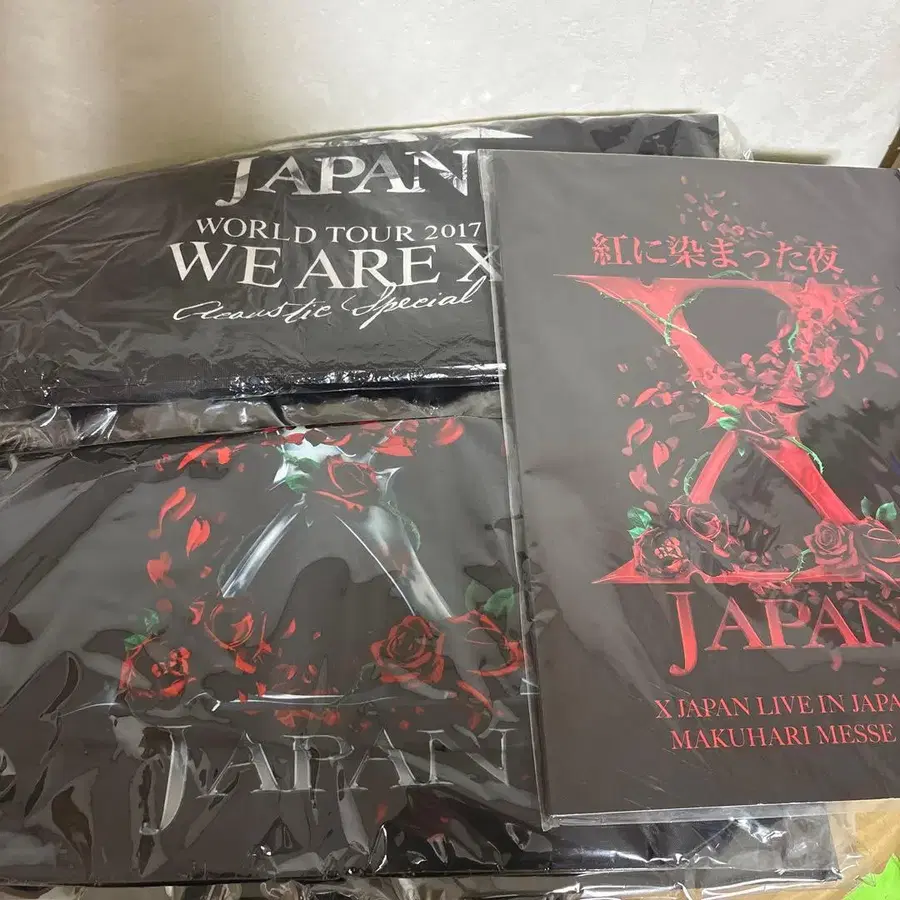 JAPAN
WORLD TOUR 2017
WE ARE X
Acoustic Special
JAPAN
紅に染まった夜
X
JAPAN
X JAPAN LIVE IN JAPA
MAKUHARI MESSE